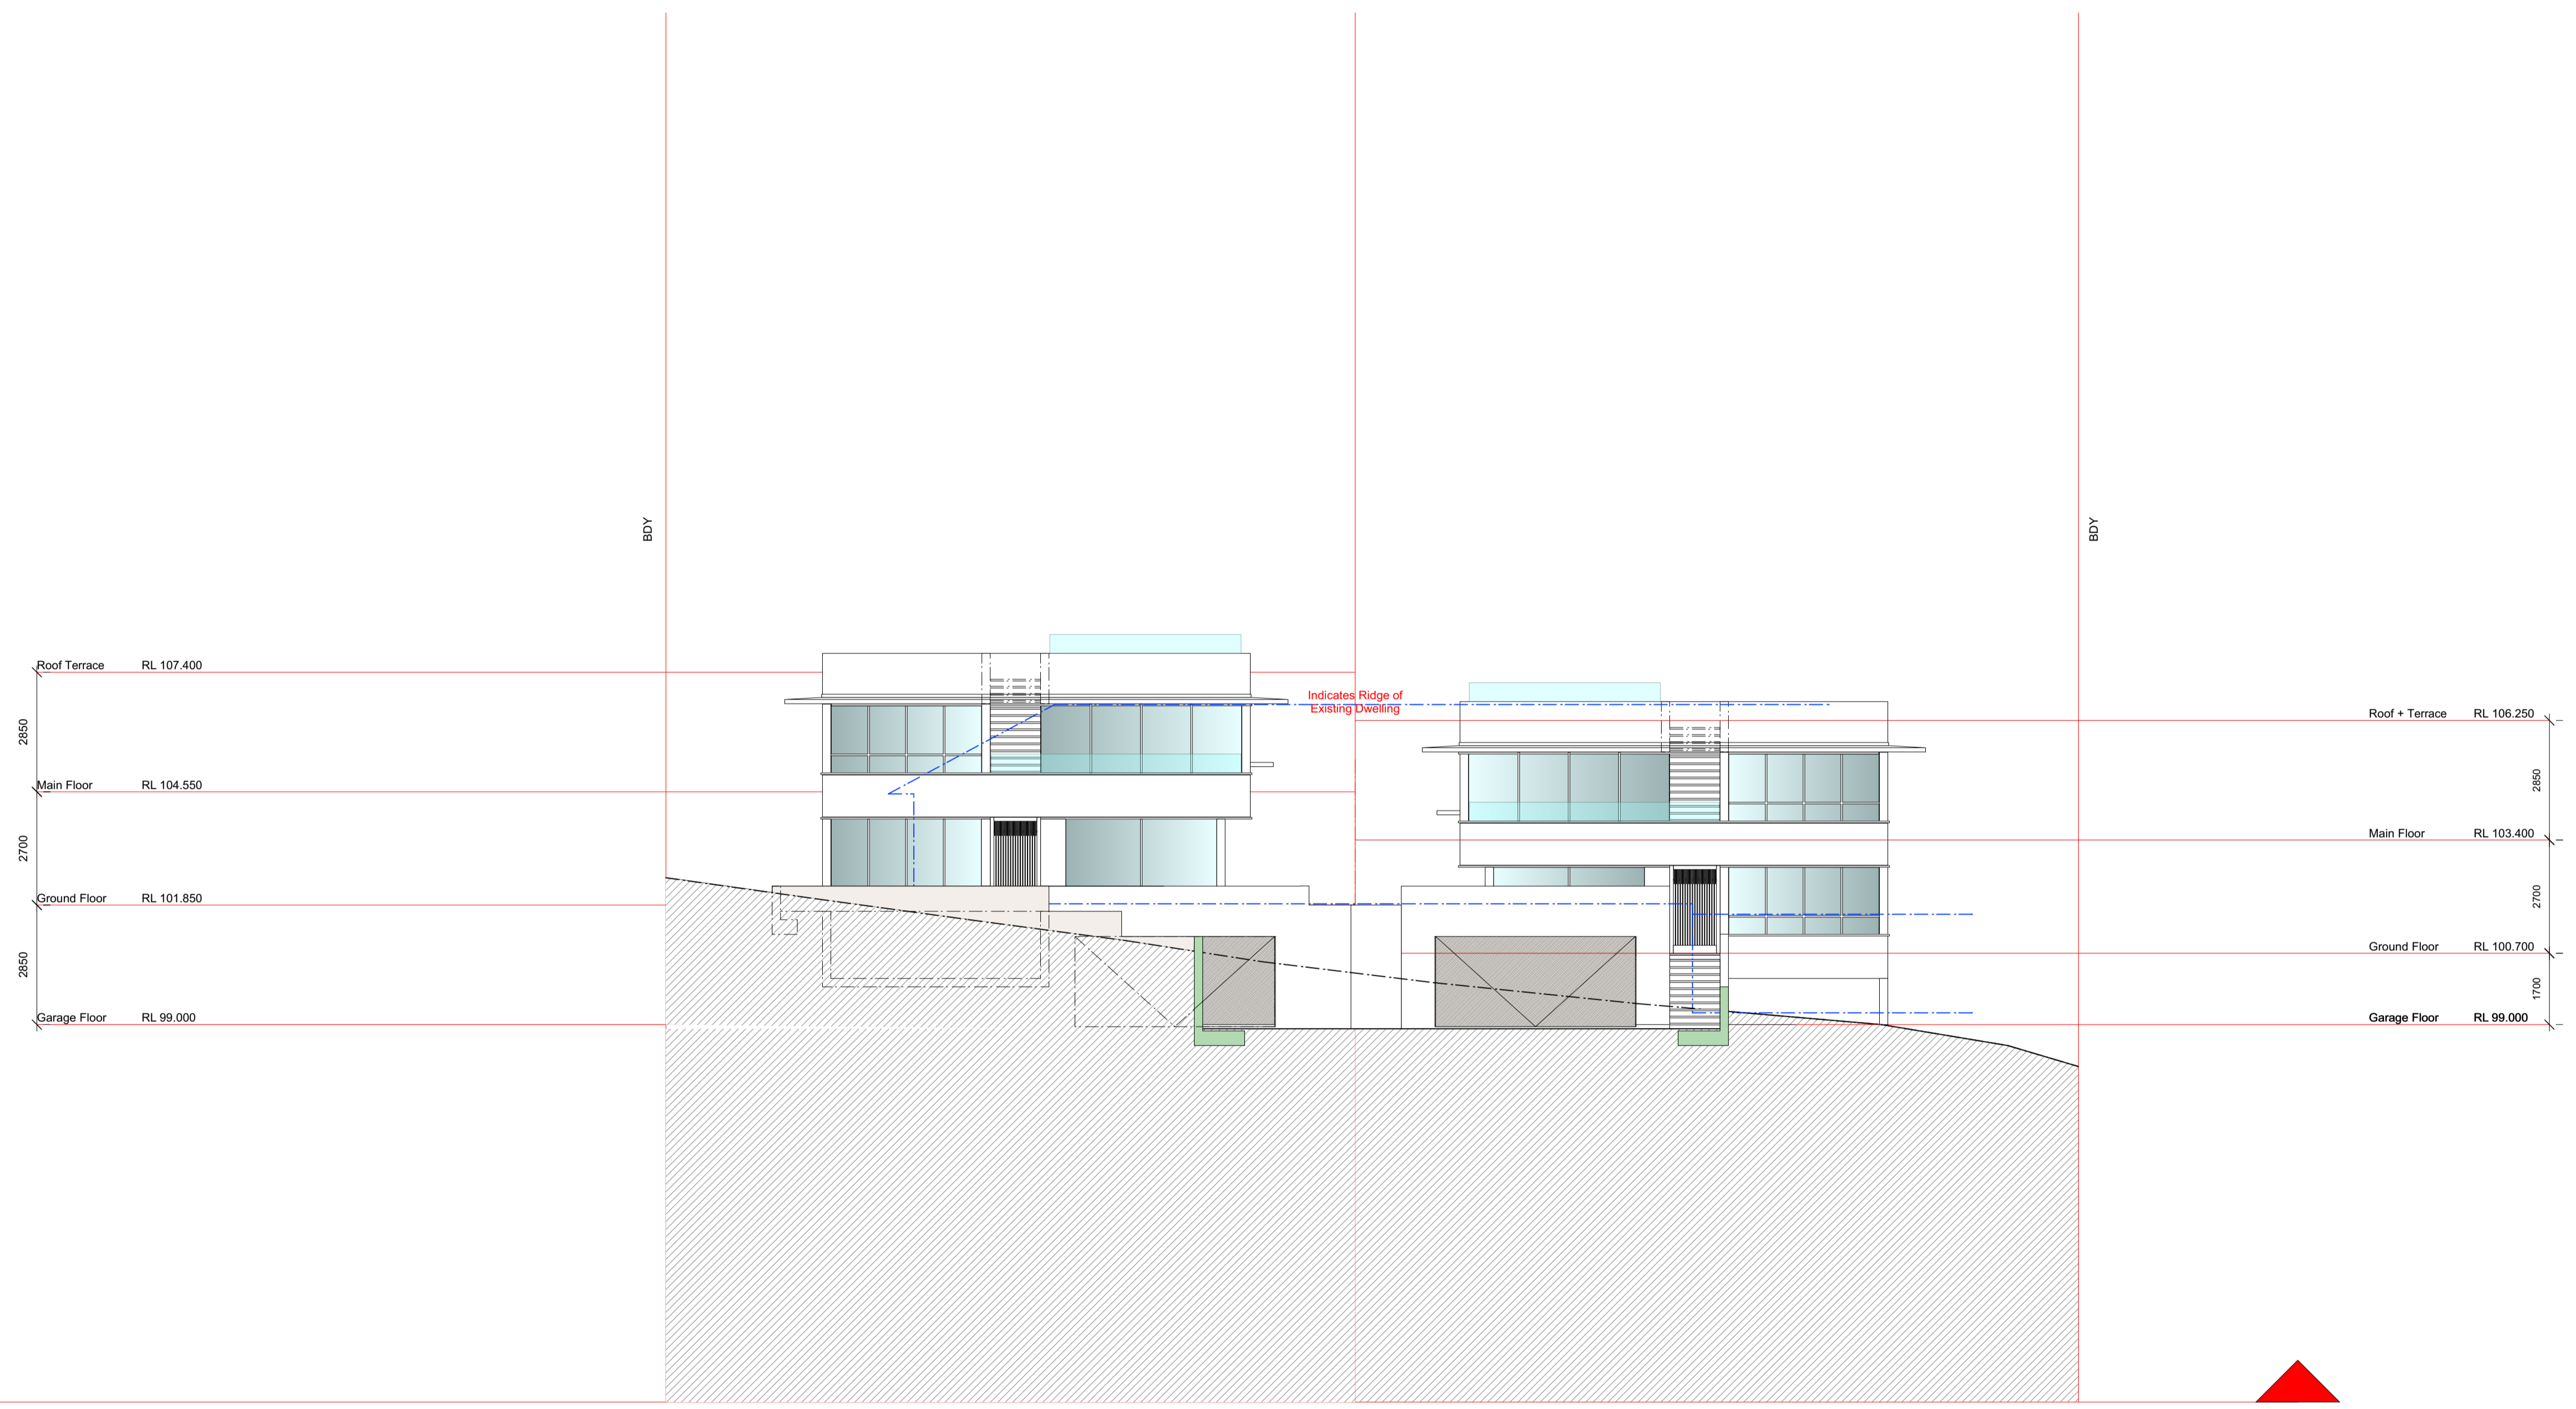 BDY
BDY
Roof Terrace RL 107.400
2850
Main Floor RL 104.550
2700
Ground Floor RL 101.850
2850
Garage Floor RL 99.000
Indicates Ridge of
Existing Dwelling
Roof + Terrace RL 106.250
2850
Main Floor RL 103.400
2700
Ground Floor RL 100.700
1700
Garage Floor RL 99.000